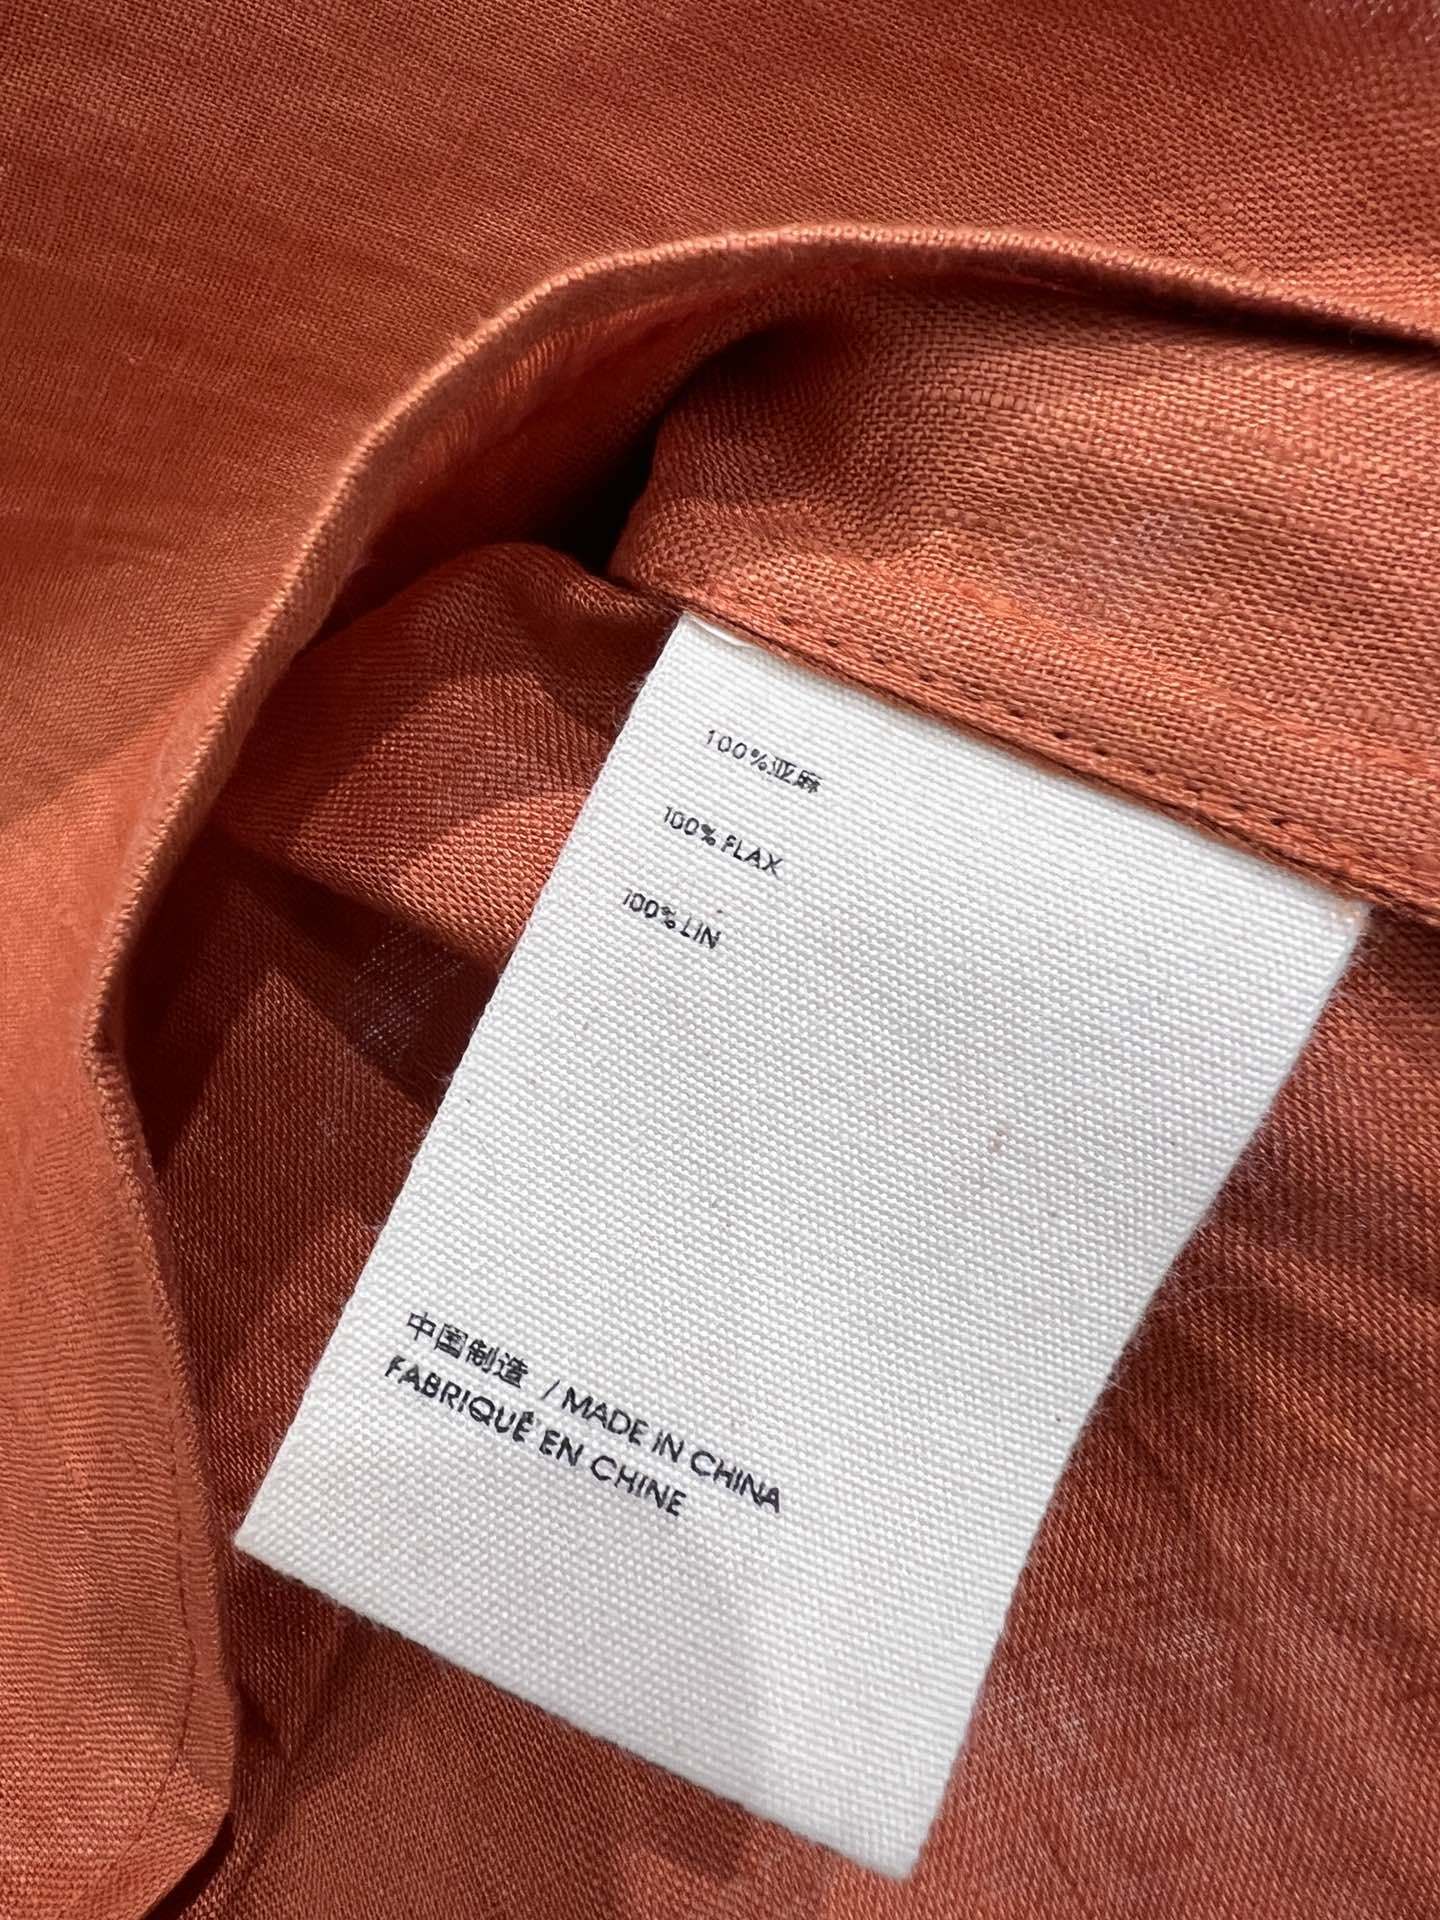 100%亚麻
100% FLAX
100% LIN
中国制造 / MADE IN CHINA
FABRIQUÉ EN CHINE